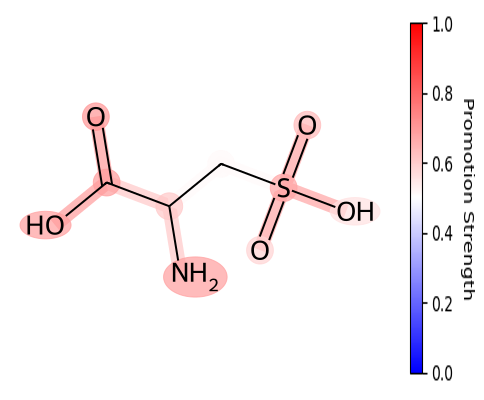 O
HO
NH₂
S
O
OH
O
1.0
0.8
0.6
0.4
0.2
0.0
Promotion Strength